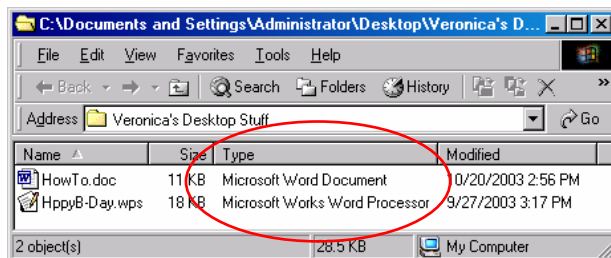 C:\Documents and Settings\Administrator\Desktop\Veronica's D...
File Edit View Favorites Tools Help
Back Search Folders History »
Address Veronica's Desktop Stuff Go
Name Size Type Modified
HowTo.doc 11 KB Microsoft Word Document 10/20/2003 2:56 PM
HppyB-Day.wps 18 KB Microsoft Works Word Processor 9/27/2003 3:17 PM
2 object(s) 28.5 KB My Computer